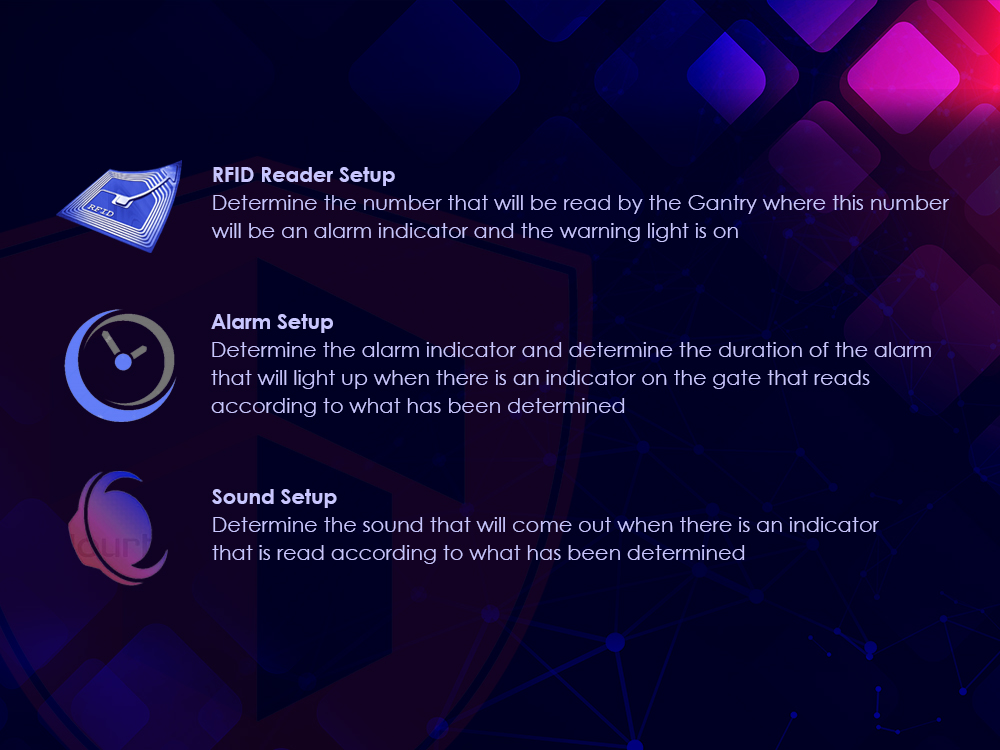 RFID Reader Setup
Determine the number that will be read by the Gantry where this number
will be an alarm indicator and the warning light is on
RFID
Alarm Setup
Determine the alarm indicator and determine the duration of the alarm
that will light up when there is an indicator on the gate that reads
according to what has been determined
Sound Setup
Determine the sound that will come out when there is an indicator
that is read according to what has been determined